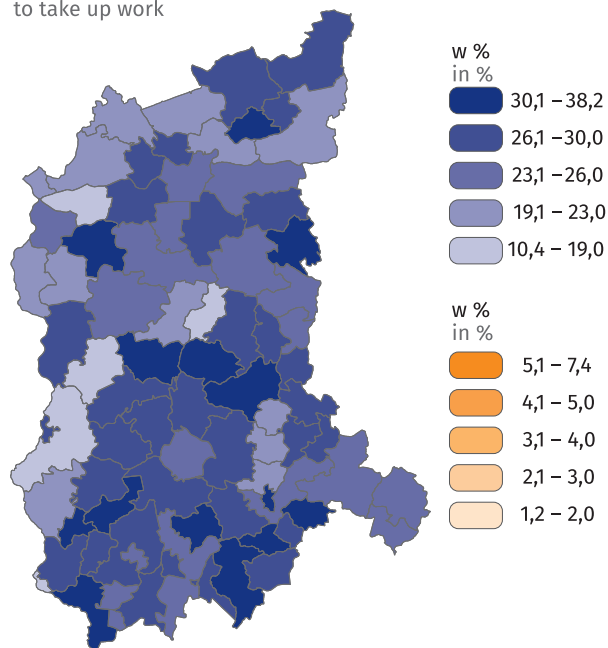 to take up work
w %
in %
30,1 – 38,2
26,1 – 30,0
23,1 – 26,0
19,1 – 23,0
10,4 – 19,0
w %
in %
5,1 – 7,4
4,1 – 5,0
3,1 – 4,0
2,1 – 3,0
1,2 – 2,0